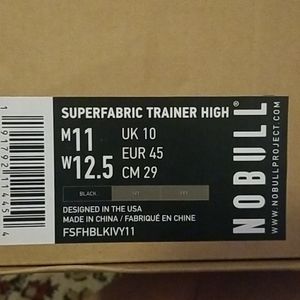 SUPERFABRIC TRAINER HIGH
M11 UK 10
W12.5 EUR 45
CM 29
BLACK
DESIGNED IN THE USA
MADE IN CHINA / FABRIQUÉ EN CHINE
FSFHBLKIVY11
NOBULL®
WWW.NOBULLPROJECT.COM